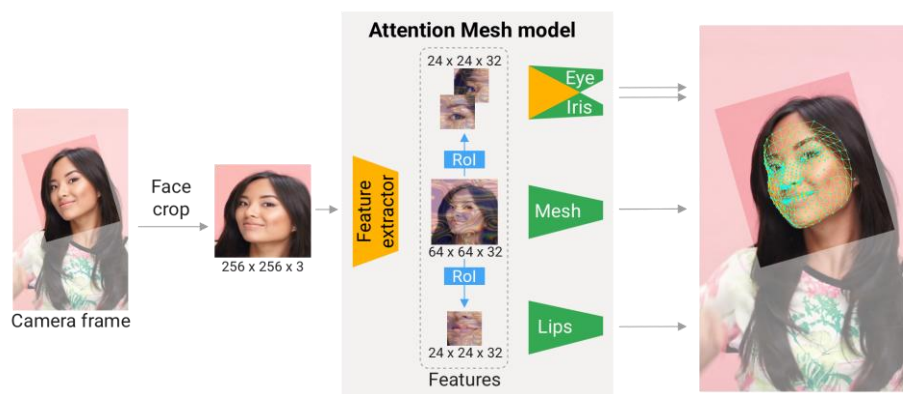 Attention Mesh model
24 x 24 x 32
Eye
Iris
RoI
Face
crop
Feature
extractor
Mesh
256 x 256 x 3
64 x 64 x 32
RoI
Camera frame
Lips
24 x 24 x 32
Features